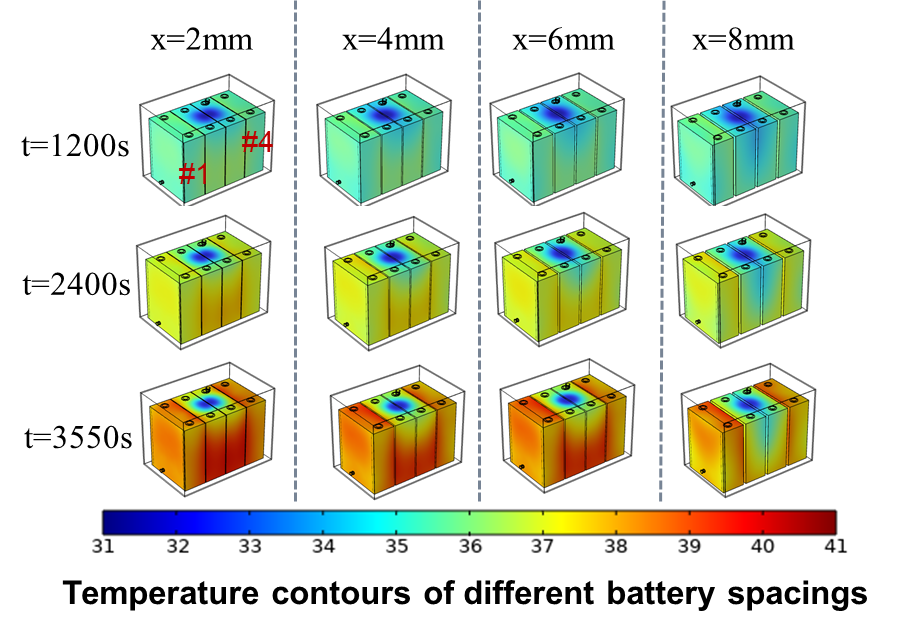 x=2mm x=4mm x=6mm x=8mm
t=1200s #4
#1
t=2400s
t=3550s
31 32 33 34 35 36 37 38 39 40 41
Temperature contours of different battery spacings